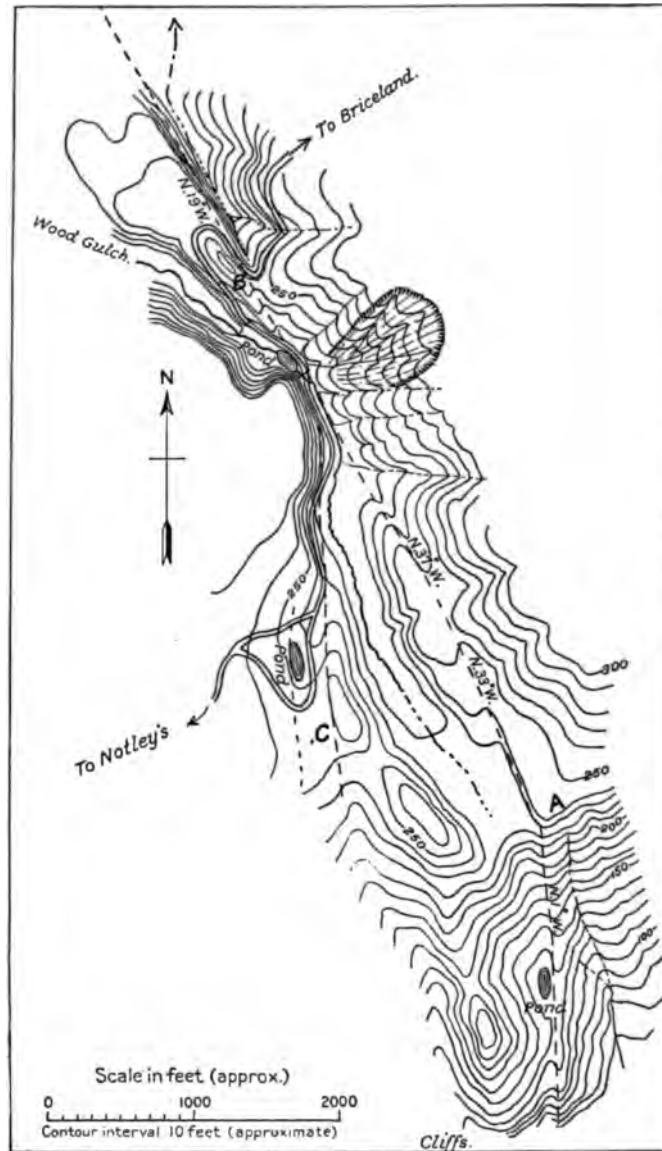 To Briceland.
N.19°W.
Wood Gulch.
B
250
Pond
N
N.37°W.
250
N.33°W.
300
Pond
C
To Notley's
250
A
250
200
150
100
Pond
Scale in feet (approx.)
0 1000 2000
Contour interval 10 feet (approximate)
Cliffs.